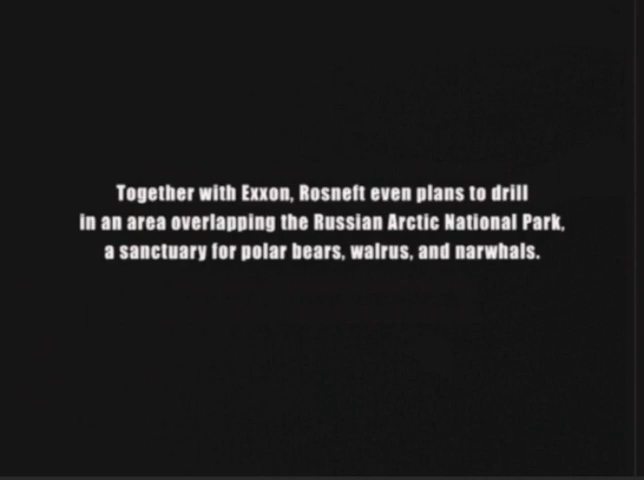 Together with Exxon, Rosneft even plans to drill
in an area overlapping the Russian Arctic National Park,
a sanctuary for polar bears, walrus, and narwhals.